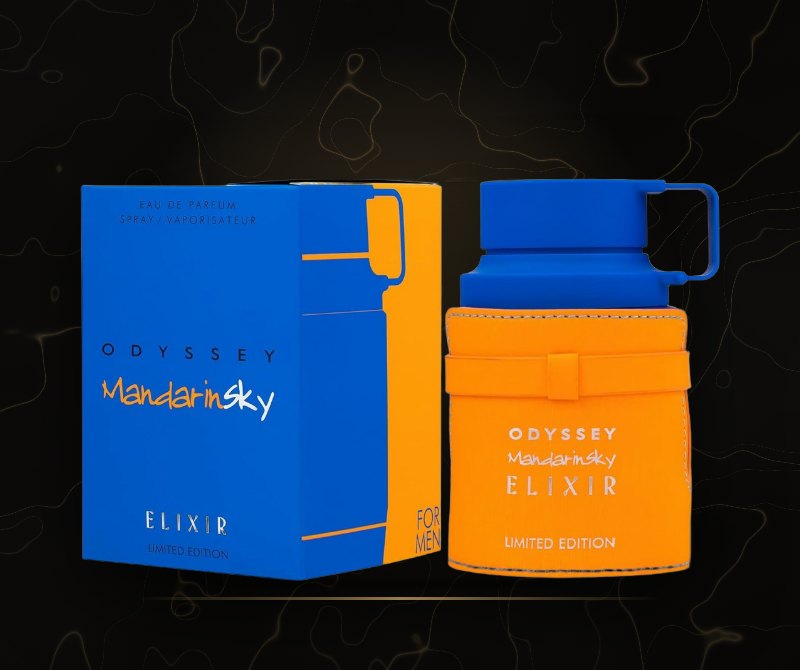 EAU DE PARFUM
SPRAY / VAPORISATEUR
ODYSSEY
MandarinSky
ELIXIR
LIMITED EDITION
FOR
MEN
ODYSSEY
MandarinSky
ELIXIR
LIMITED EDITION